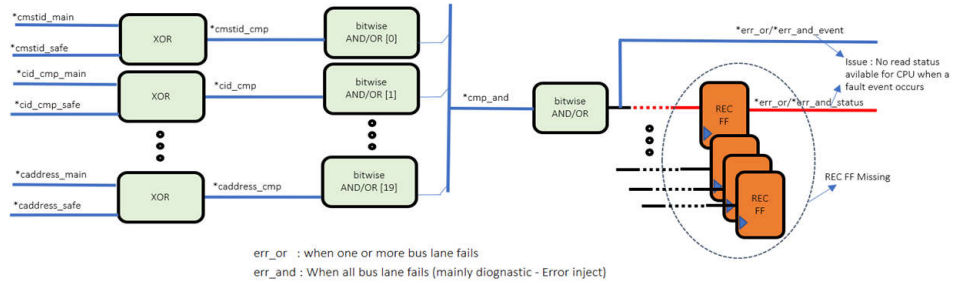 *cmstid_main
*cmstid_safe
XOR
*cmstid_cmp
bitwise
AND/OR [0]
*cid_cmp_main
*cid_cmp_safe
XOR
*cid_cmp
bitwise
AND/OR [1]
*caddress_main
*caddress_safe
XOR
*caddress_cmp
bitwise
AND/OR [19]
*cmp_and
bitwise
AND/OR
*err_or/*err_and_event
Issue : No read status
avilable for CPU when a
fault event occurs
*err_or/*err_and_status
REC
FF
REC
FF
REC FF Missing
err_or : when one or more bus lane fails
err_and : When all bus lane fails (mainly diognastic - Error inject)